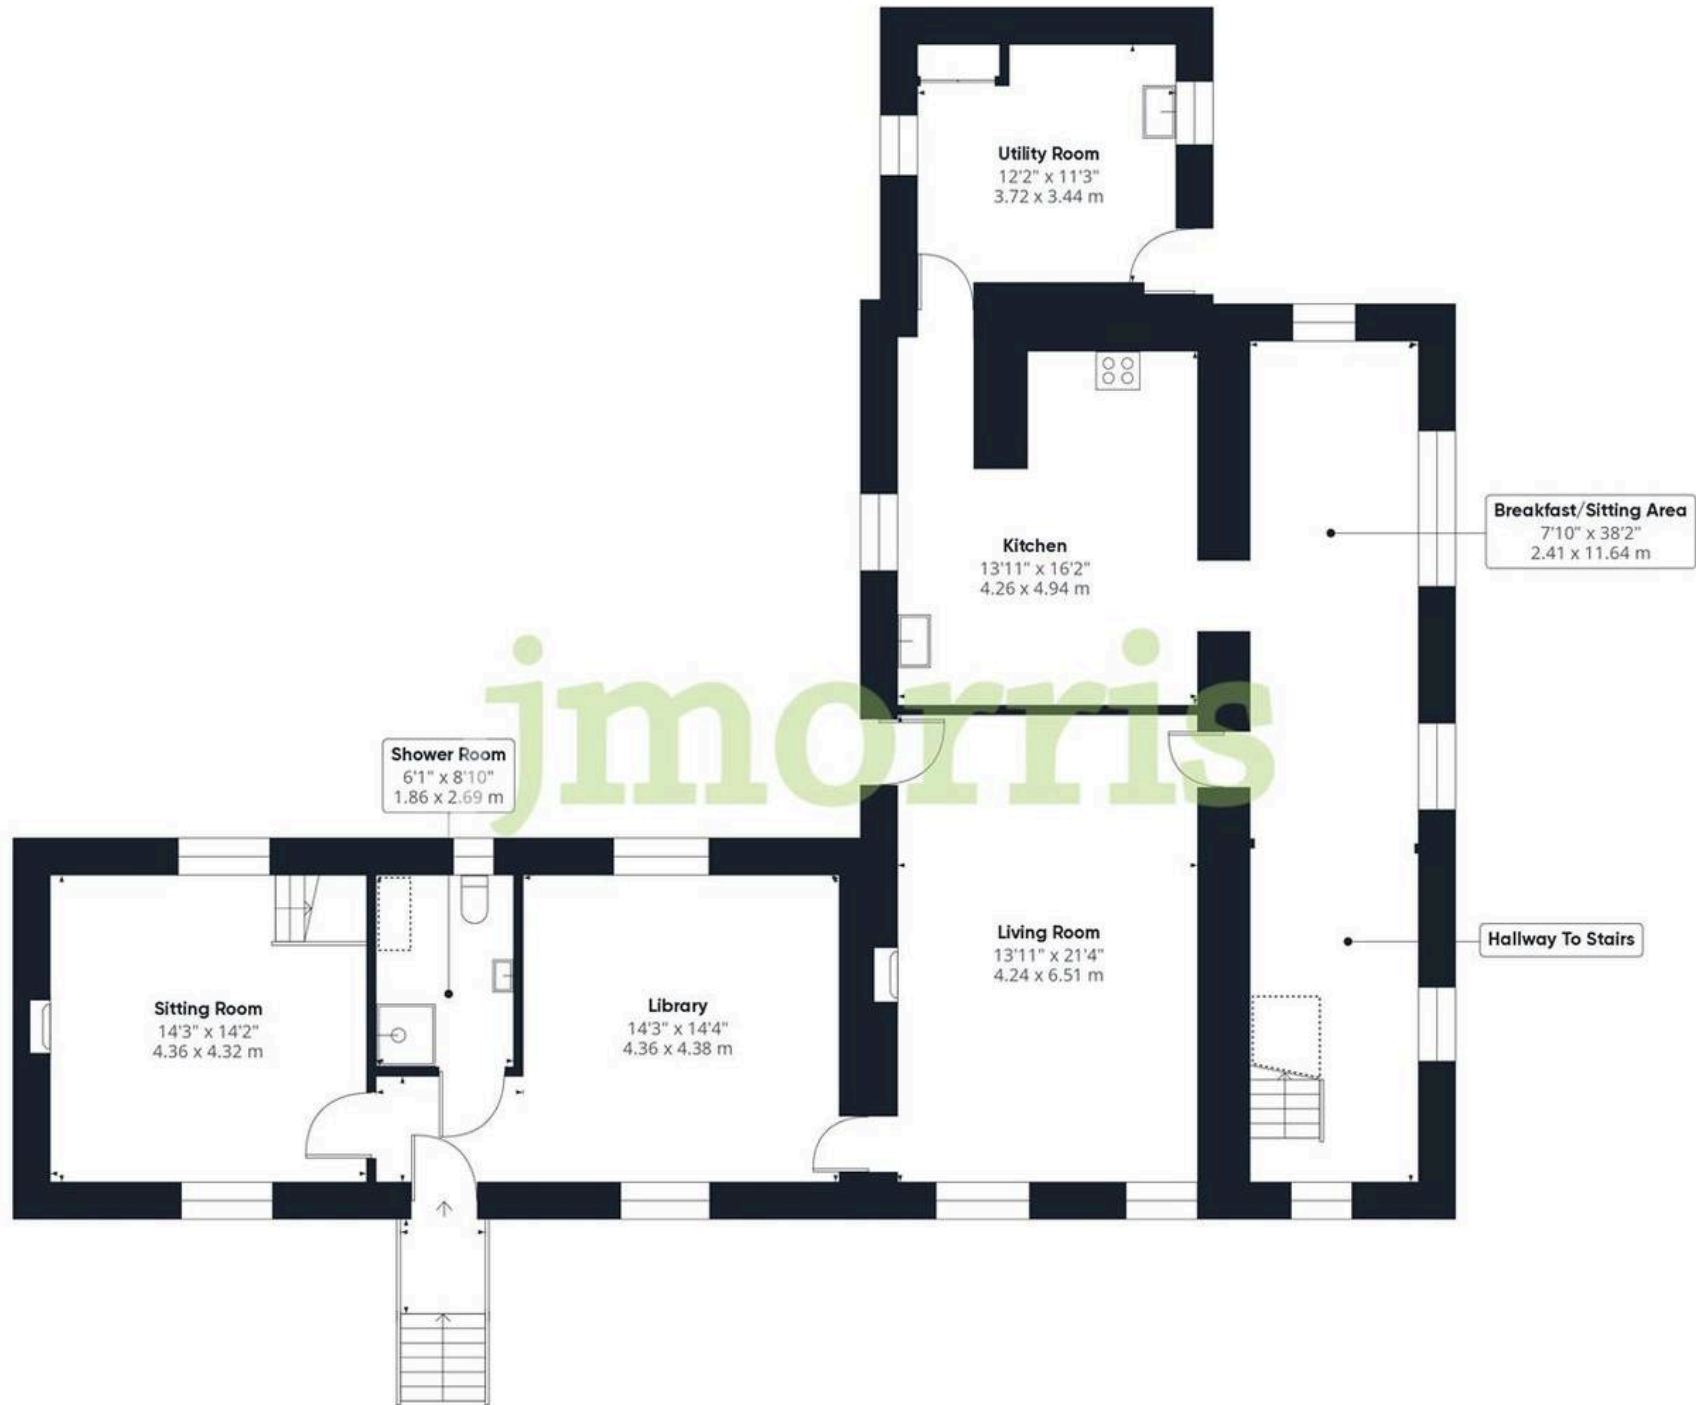 Utility Room
12'2" x 11'3"
3.72 x 3.44 m
Breakfast/Sitting Area
7'10" x 38'2"
2.41 x 11.64 m
Kitchen
13'11" x 16'2"
4.26 x 4.94 m
jmorris
Shower Room
6'1" x 8'10"
1.86 x 2.69 m
Living Room
13'11" x 21'4"
4.24 x 6.51 m
Hallway To Stairs
Sitting Room
14'3" x 14'2"
4.36 x 4.32 m
Library
14'3" x 14'4"
4.36 x 4.38 m